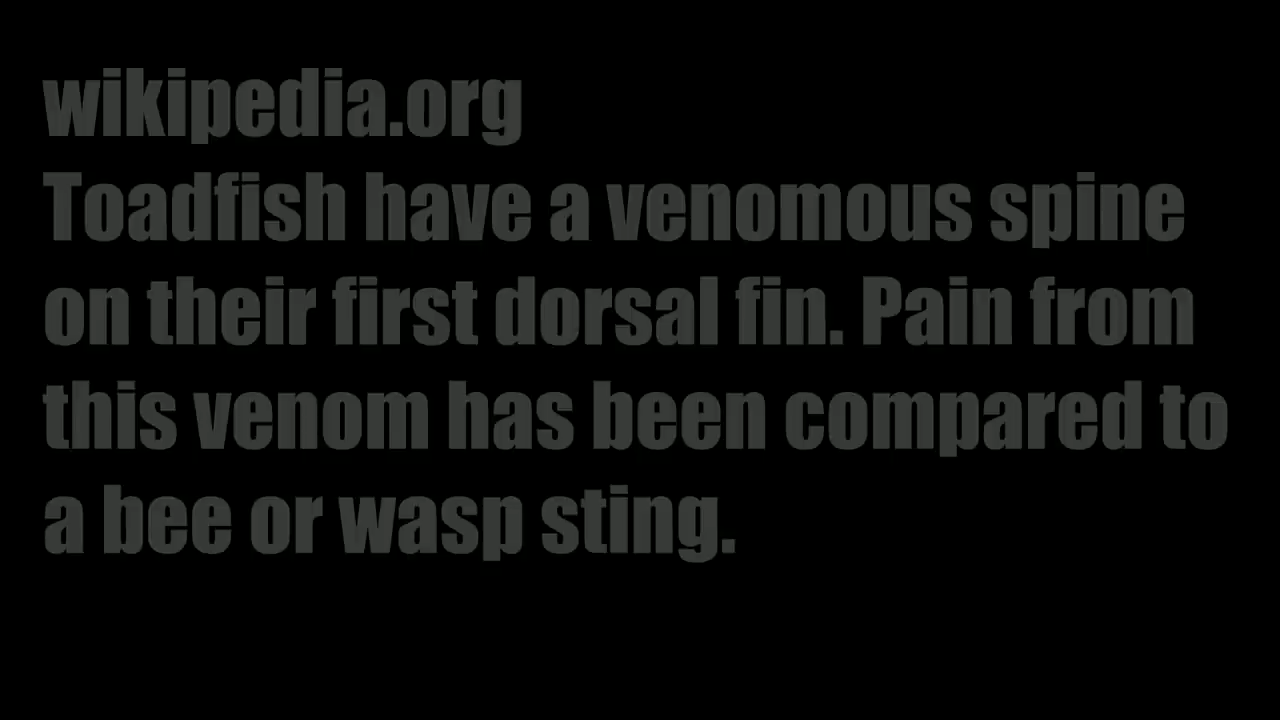 wikipedia.org
Toadfish have a venomous spine
on their first dorsal fin. Pain from
this venom has been compared to
a bee or wasp sting.